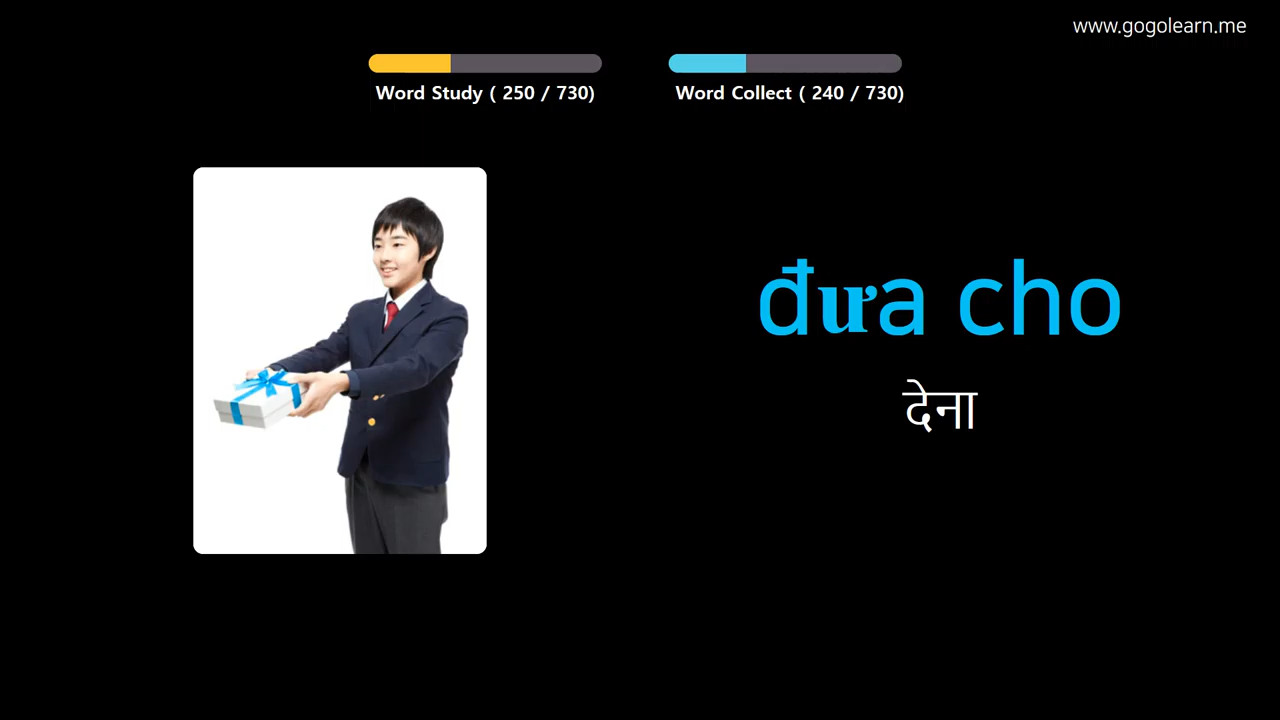 www.gogolearn.me
Word Study ( 250 / 730)
Word Collect ( 240 / 730)
đưa cho
देना